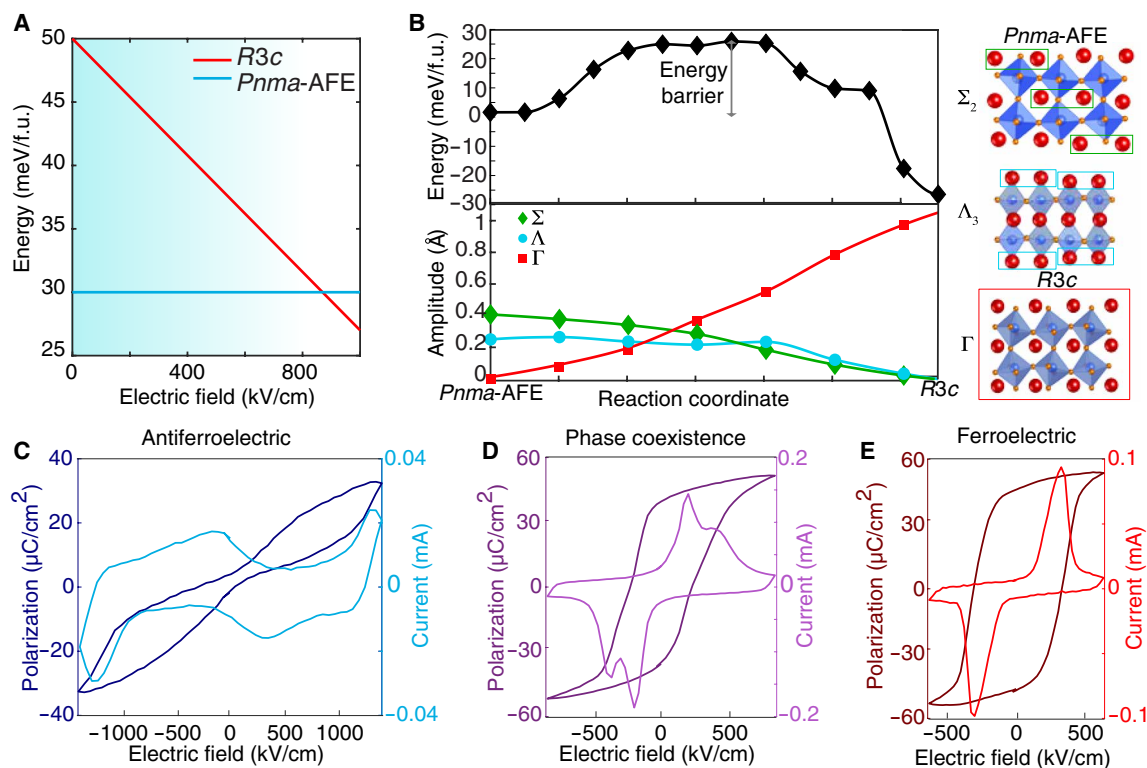 A
50
45
40
35
30
25
Energy (meV/f.u.)
R3c
Pnma-AFE
0
400
800
Electric field (kV/cm)
B
30
20
10
0
−10
−20
−30
Energy (meV/f.u.)
Energy
barrier
1
0.8
0.6
0.4
0.2
0
Amplitude (Å)
Σ
Λ
Γ
Pnma-AFE
Reaction coordinate
R3c
Pnma-AFE
Σ2
Λ3
R3c
Γ
C
Antiferroelectric
40
20
0
−20
−40
Polarization (μC/cm2)
0.04
0
−0.04
Current (mA)
−1000
−500
0
500
1000
Electric field (kV/cm)
D
Phase coexistence
60
30
0
−30
−60
Polarization (μC/cm2)
0.2
0
−0.2
Current (mA)
−500
0
500
Electric field (kV/cm)
E
Ferroelectric
60
30
0
−30
−60
Polarization (μC/cm2)
0.1
0
−0.1
Current (mA)
−500
0
500
Electric field (kV/cm)